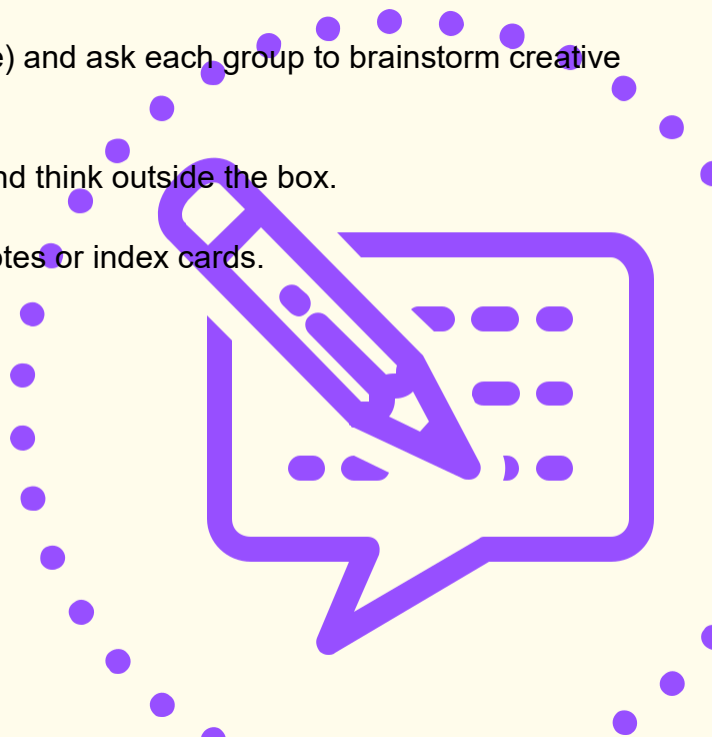 e) and ask each group to brainstorm creative
nd think outside the box.
otes or index cards.